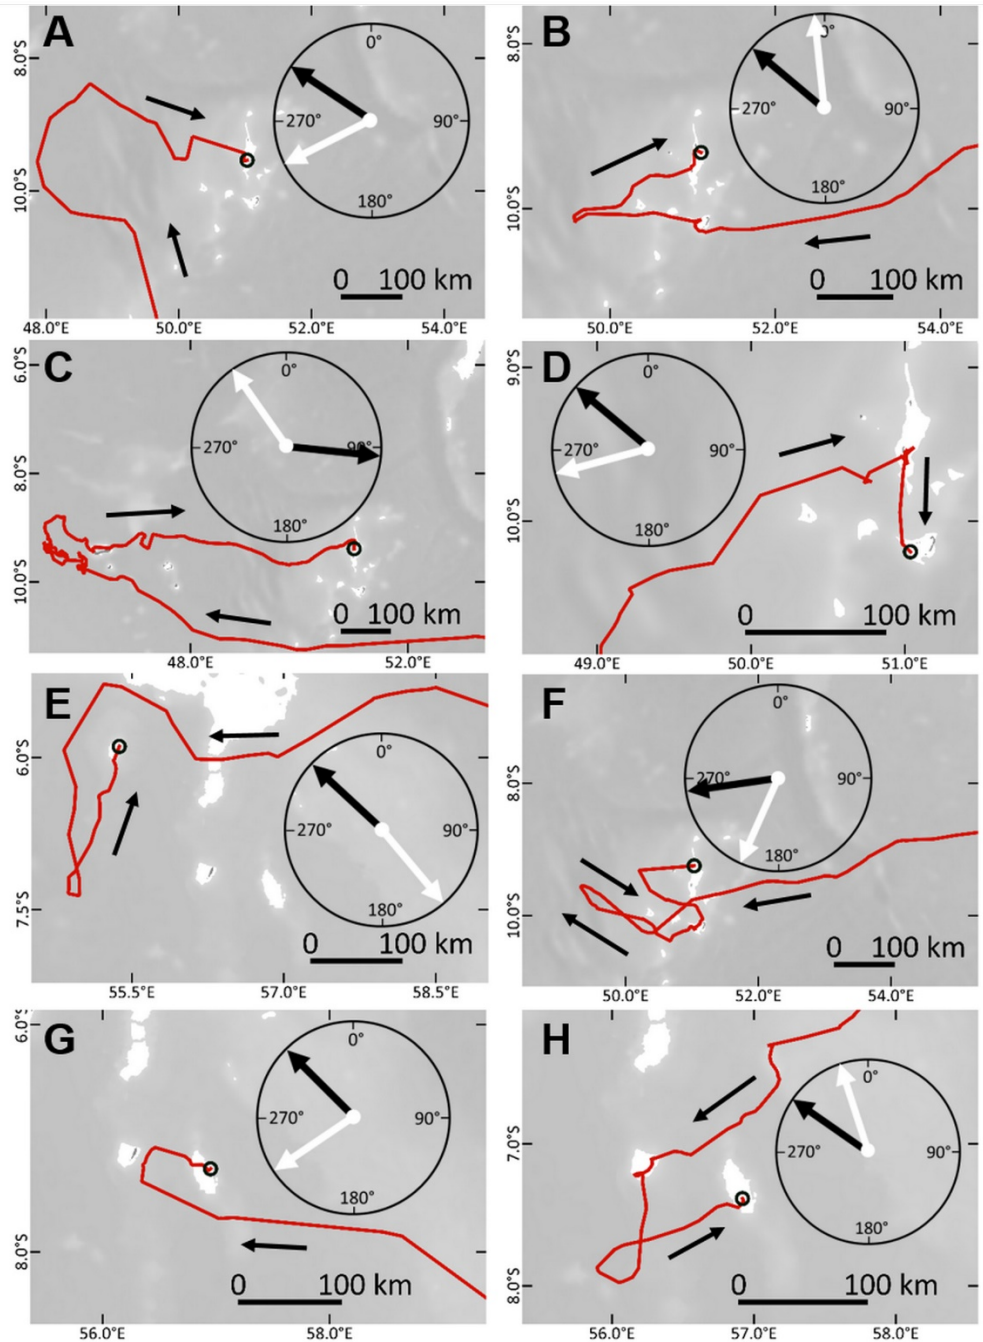 A
8.0°S
10.0°S
0°
270°
90°
180°
0 100 km
48.0°E 50.0°E 52.0°E 54.0°E
B
8.0°S
10.0°S
0°
270°
90°
180°
0 100 km
50.0°E 52.0°E 54.0°E
C
6.0°S
8.0°S
10.0°S
0°
270°
90°
180°
0 100 km
48.0°E 52.0°E
D
9.0°S
10.0°S
0°
270°
90°
180°
0 100 km
49.0°E 50.0°E 51.0°E
E
6.0°S
7.5°S
0°
270°
90°
180°
0 100 km
55.5°E 57.0°E 58.5°E
F
8.0°S
10.0°S
0°
270°
90°
180°
0 100 km
50.0°E 52.0°E 54.0°E
G
6.0°S
8.0°S
0°
270°
90°
180°
0 100 km
56.0°E 58.0°E
H
7.0°S
8.0°S
0°
270°
90°
180°
0 100 km
56.0°E 57.0°E 58.0°E